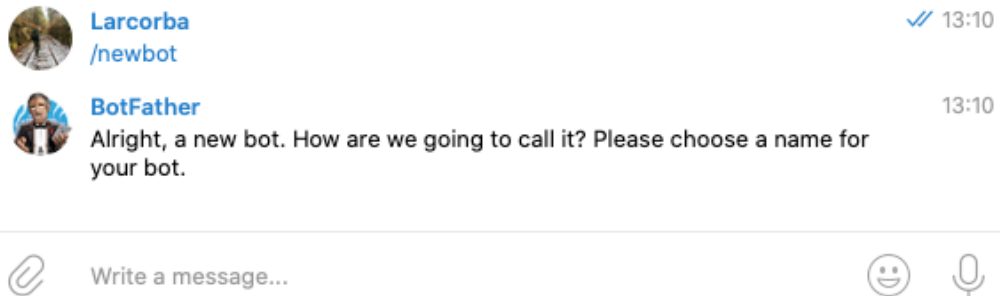 Larcorba
13:10
/newbot
BotFather
13:10
Alright, a new bot. How are we going to call it? Please choose a name for
your bot.
Write a message...